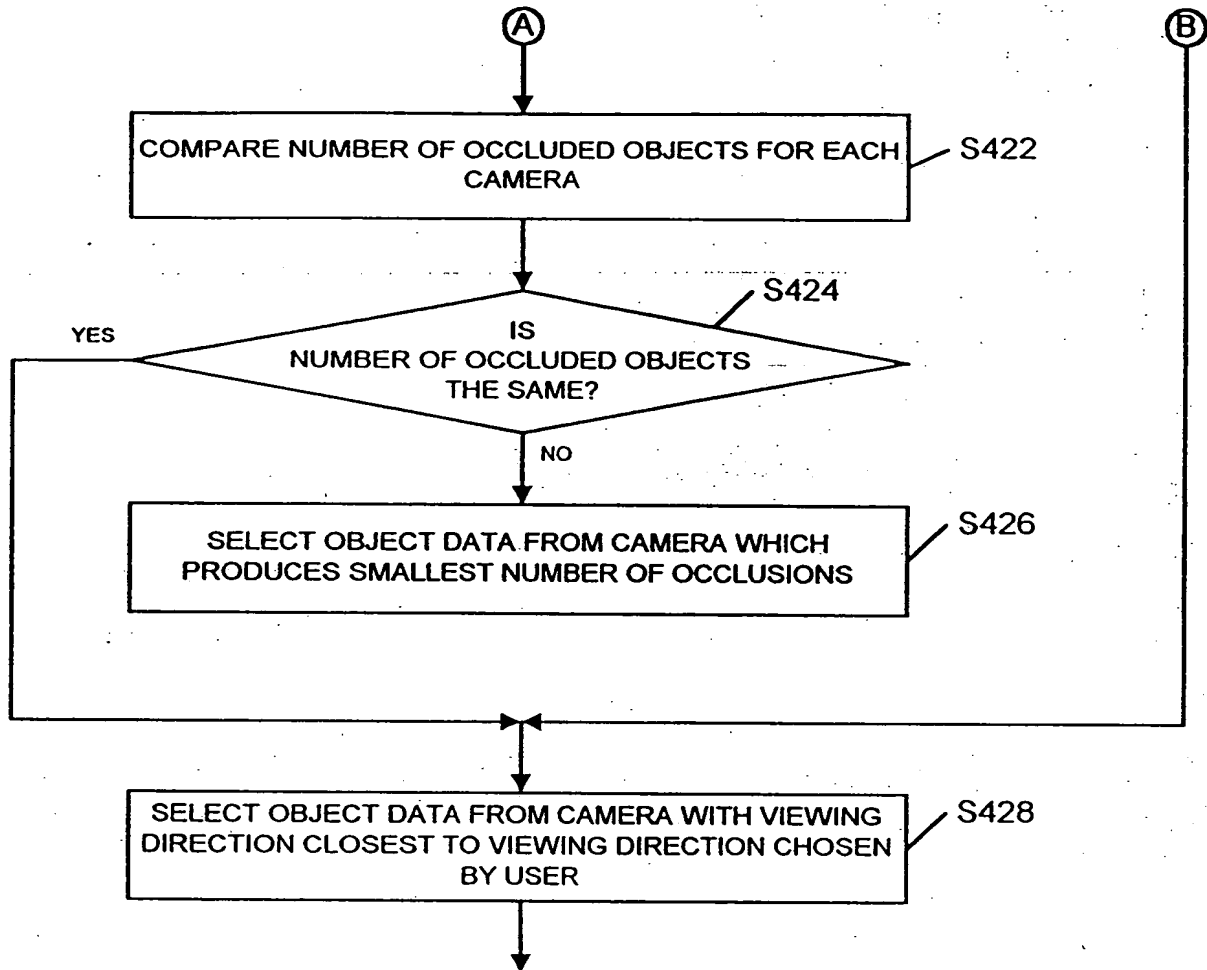 A
B
COMPARE NUMBER OF OCCLUDED OBJECTS FOR EACH
CAMERA
S422
S424
YES
IS
NUMBER OF OCCLUDED OBJECTS
THE SAME?
NO
SELECT OBJECT DATA FROM CAMERA WHICH
PRODUCES SMALLEST NUMBER OF OCCLUSIONS
S426
SELECT OBJECT DATA FROM CAMERA WITH VIEWING
DIRECTION CLOSEST TO VIEWING DIRECTION CHOSEN
BY USER
S428